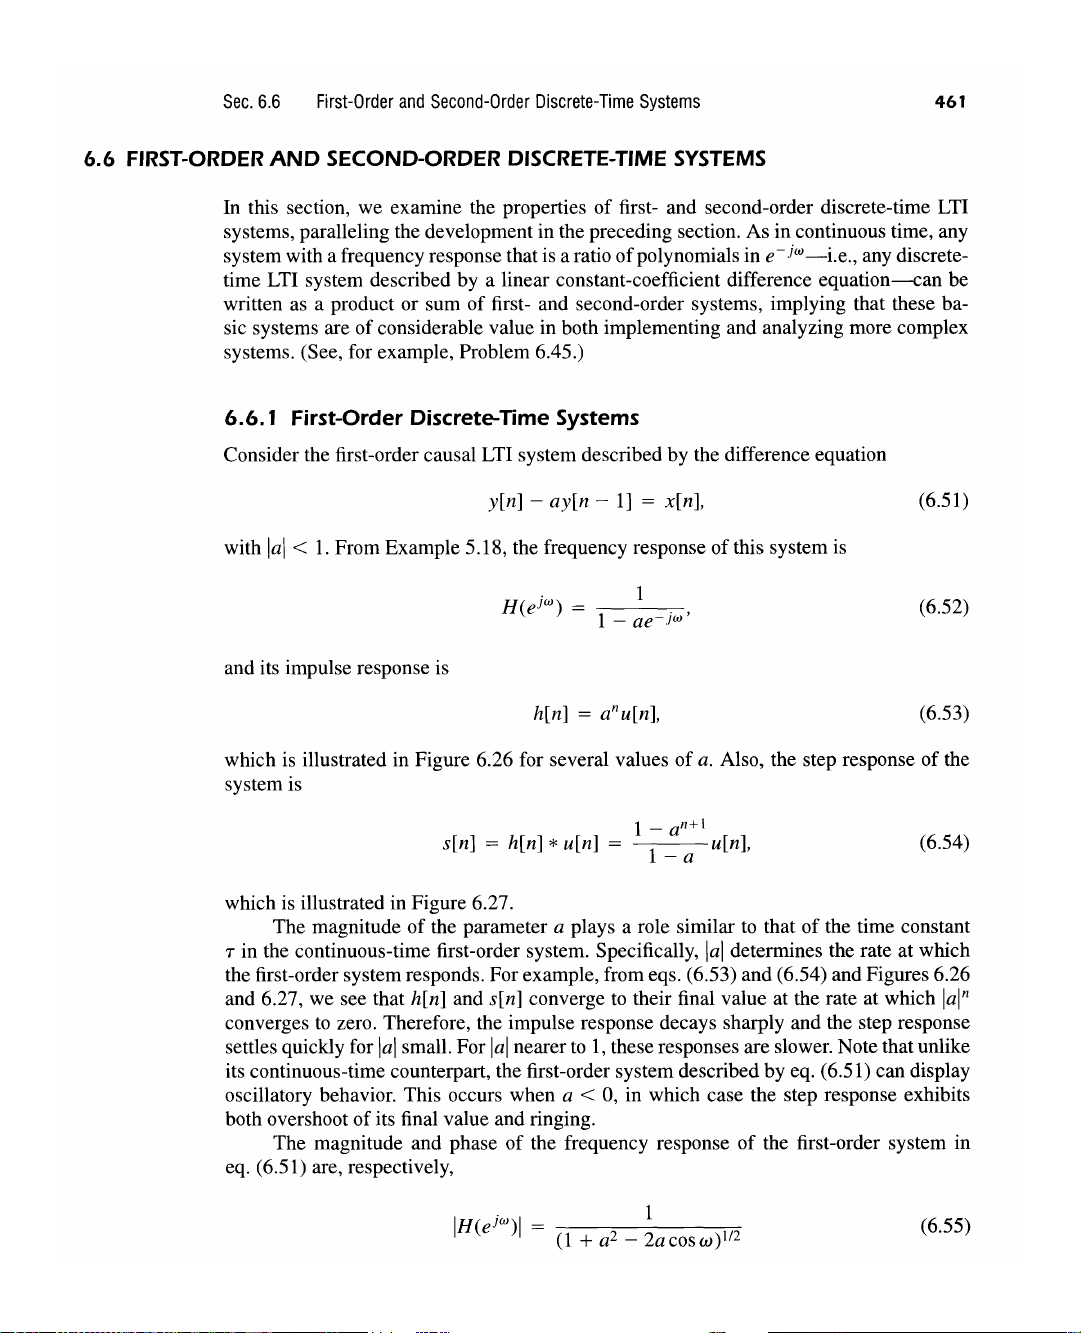 Sec. 6.6 First-Order and Second-Order Discrete-Time Systems 461
6.6 FIRST-ORDER AND SECOND-ORDER DISCRETE-TIME SYSTEMS
In this section, we examine the properties of first- and second-order discrete-time LTI
systems, paralleling the development in the preceding section. As in continuous time, any
system with a frequency response that is a ratio of polynomials in e^{-jω}—i.e., any discrete-
time LTI system described by a linear constant-coefficient difference equation—can be
written as a product or sum of first- and second-order systems, implying that these ba-
sic systems are of considerable value in both implementing and analyzing more complex
systems. (See, for example, Problem 6.45.)
6.6.1 First-Order Discrete-Time Systems
Consider the first-order causal LTI system described by the difference equation
y[n] − ay[n − 1] = x[n], (6.51)
with |a| < 1. From Example 5.18, the frequency response of this system is
H(e^{jω}) = 1 / (1 − ae^{-jω}), (6.52)
and its impulse response is
h[n] = a^n u[n], (6.53)
which is illustrated in Figure 6.26 for several values of a. Also, the step response of the
system is
s[n] = h[n] * u[n] = (1 − a^{n+1}) / (1 − a) u[n], (6.54)
which is illustrated in Figure 6.27.
The magnitude of the parameter a plays a role similar to that of the time constant
τ in the continuous-time first-order system. Specifically, |a| determines the rate at which
the first-order system responds. For example, from eqs. (6.53) and (6.54) and Figures 6.26
and 6.27, we see that h[n] and s[n] converge to their final value at the rate at which |a|^n
converges to zero. Therefore, the impulse response decays sharply and the step response
settles quickly for |a| small. For |a| nearer to 1, these responses are slower. Note that unlike
its continuous-time counterpart, the first-order system described by eq. (6.51) can display
oscillatory behavior. This occurs when a < 0, in which case the step response exhibits
both overshoot of its final value and ringing.
The magnitude and phase of the frequency response of the first-order system in
eq. (6.51) are, respectively,
|H(e^{jω})| = 1 / (1 + a² − 2a cos ω)^{1/2} (6.55)